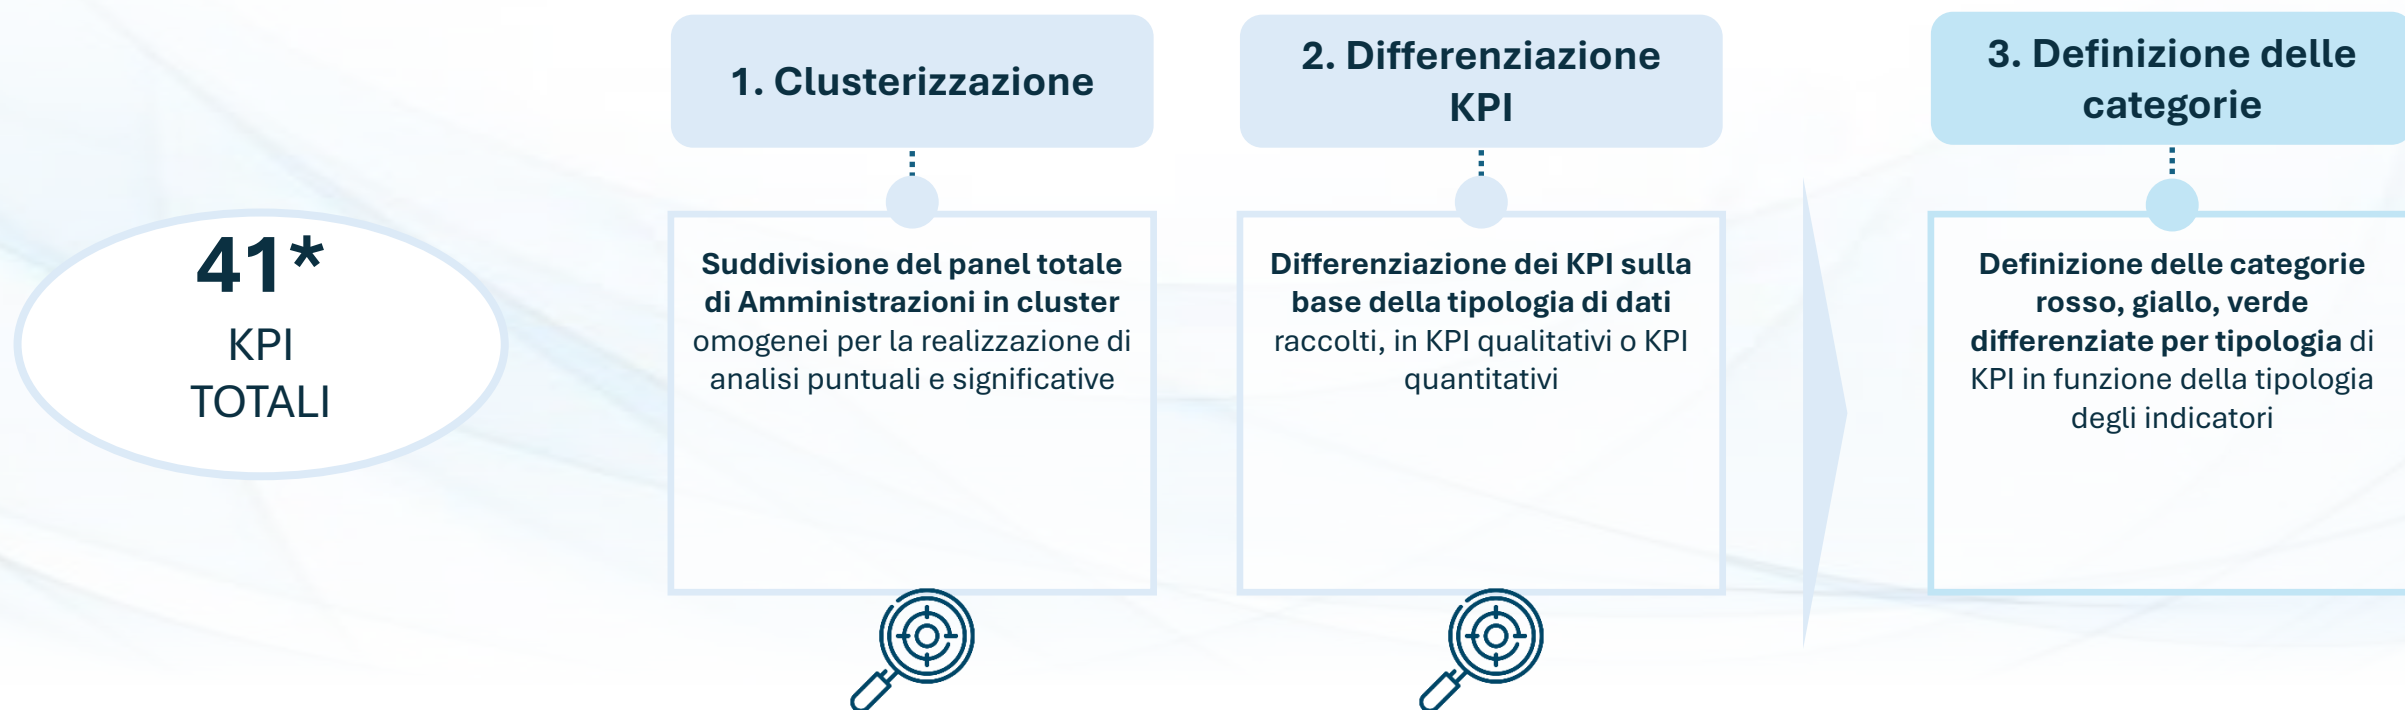 41*
KPI
TOTALI
1. Clusterizzazione
Suddivisione del panel totale
di Amministrazioni in cluster
omogenei per la realizzazione di
analisi puntuali e significative
2. Differenziazione
KPI
Differenziazione dei KPI sulla
base della tipologia di dati
raccolti, in KPI qualitativi o KPI
quantitativi
3. Definizione delle
categorie
Definizione delle categorie
rosso, giallo, verde
differenziate per tipologia di
KPI in funzione della tipologia
degli indicatori